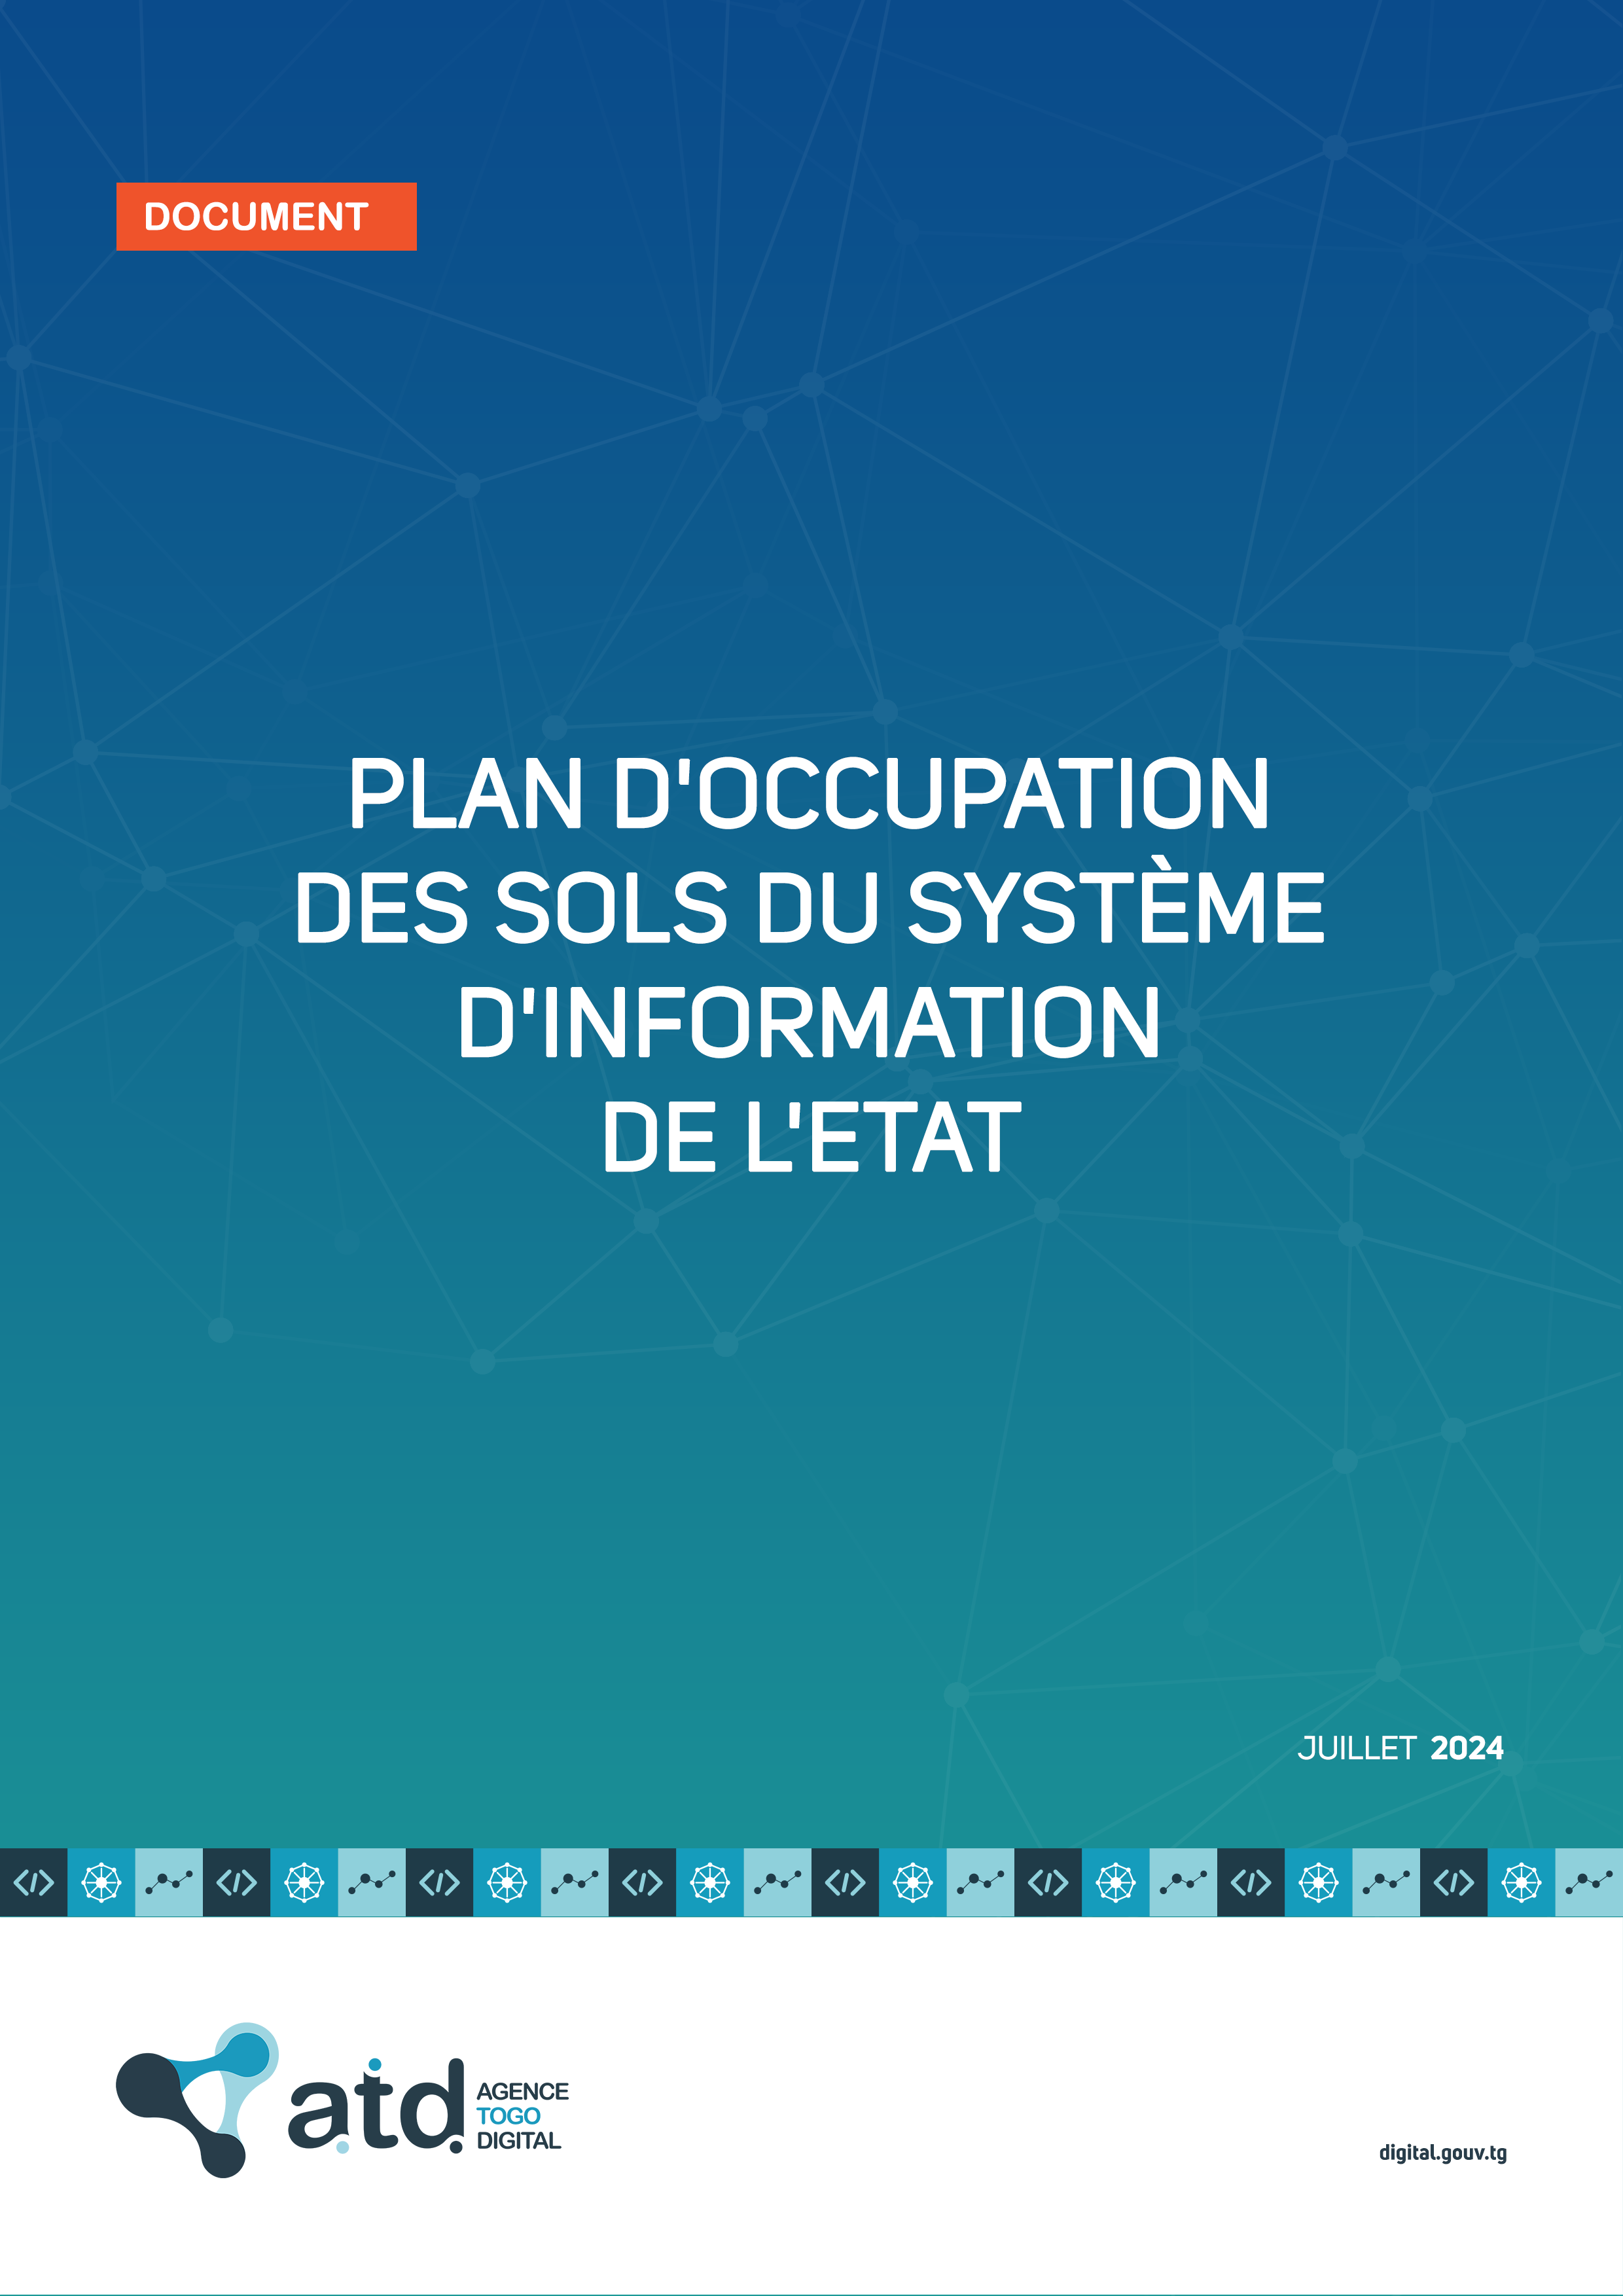 DOCUMENT
PLAN D'OCCUPATION
DES SOLS DU SYSTÈME
D'INFORMATION
DE L'ETAT
JUILLET 2024
atd
AGENCE
TOGO
DIGITAL
digital.gouv.tg